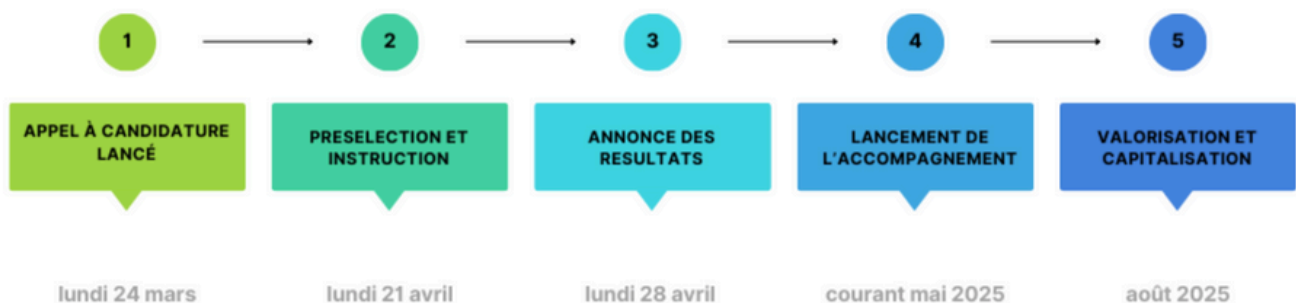 1
2
3
4
5
APPEL À CANDIDATURE
LANCÉ
PRESELECTION ET
INSTRUCTION
ANNONCE DES
RESULTATS
LANCEMENT DE
L'ACCOMPAGNEMENT
VALORISATION ET
CAPITALISATION
lundi 24 mars
lundi 21 avril
lundi 28 avril
courant mai 2025
août 2025